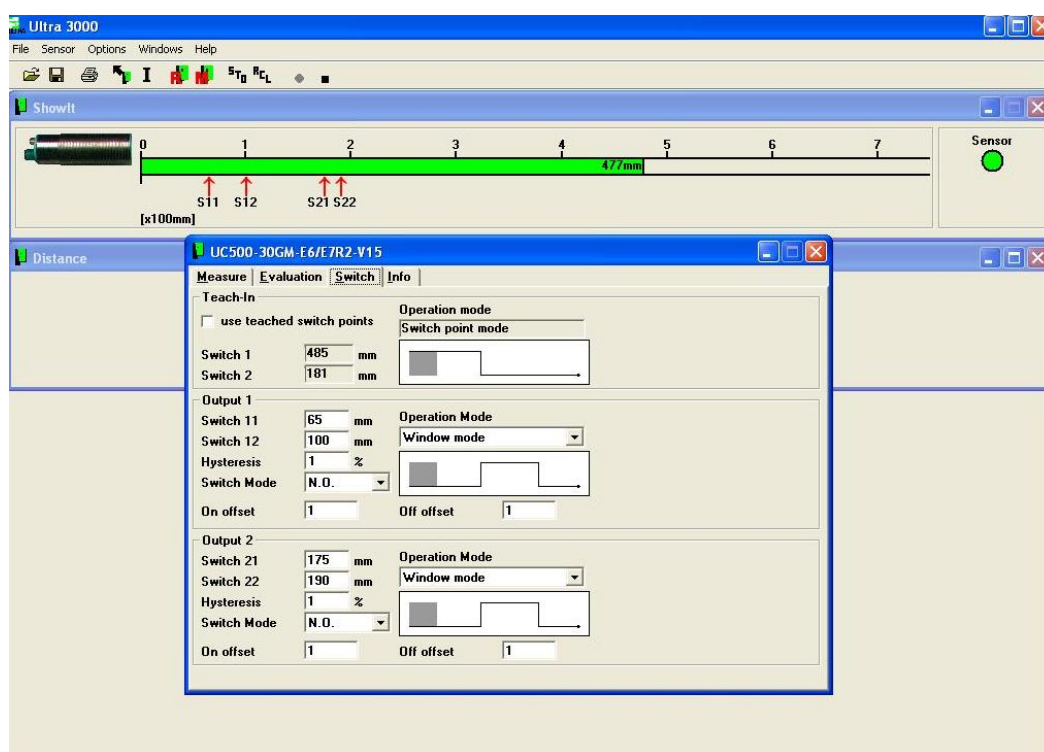 Ultra 3000
File Sensor Options Windows Help
STO RCL
ShowIt
0 1 2 3 4 5 6 7
477mm
S11 S12 S21 S22
[x100mm]
Sensor
Distance
UC500-30GM-E6/E7R2-V15
Measure Evaluation Switch Info
Teach-In
use teached switch points
Operation mode
Switch point mode
Switch 1 485 mm
Switch 2 181 mm
Output 1
Switch 11 65 mm Operation Mode
Switch 12 100 mm Window mode
Hysteresis 1 %
Switch Mode N.O.
On offset 1 Off offset 1
Output 2
Switch 21 175 mm Operation Mode
Switch 22 190 mm Window mode
Hysteresis 1 %
Switch Mode N.O.
On offset 1 Off offset 1